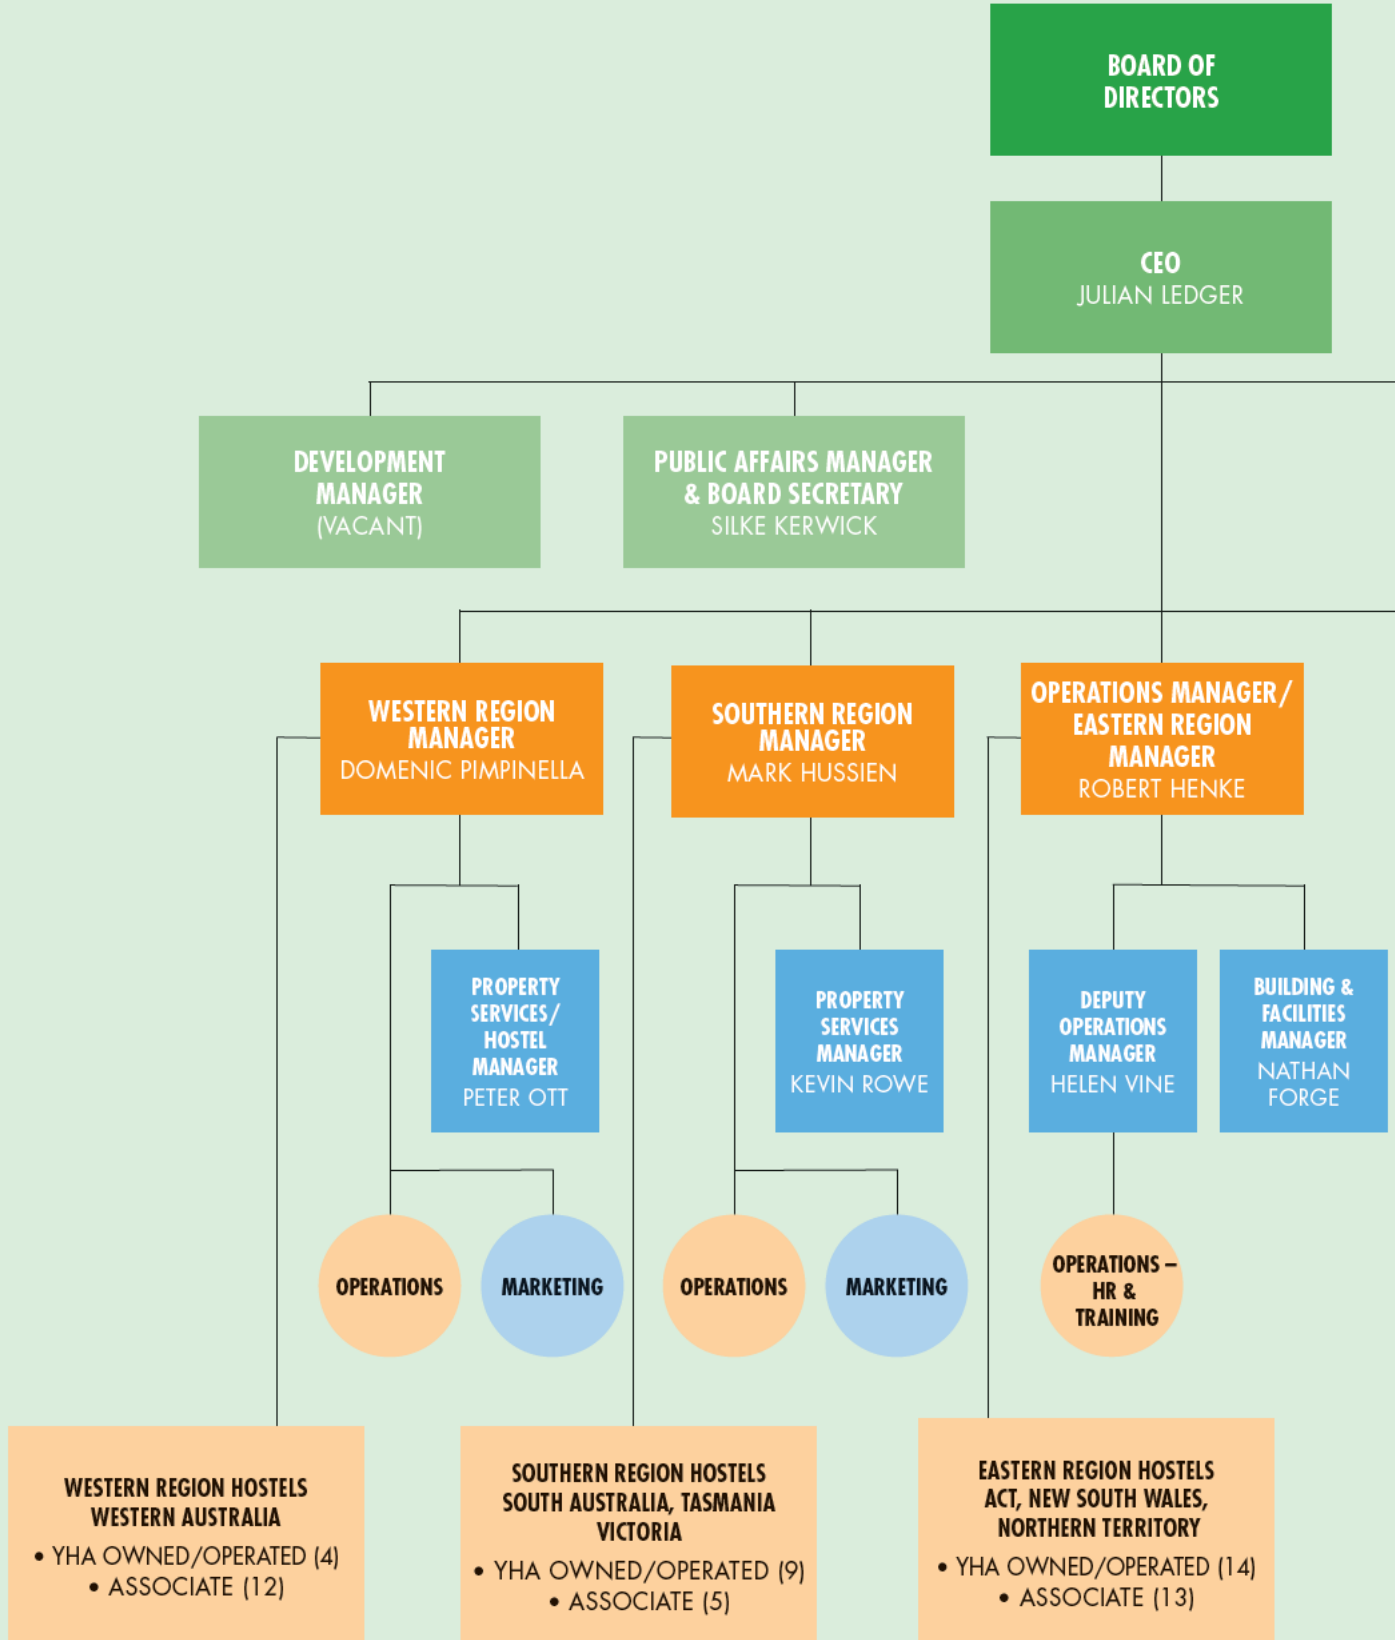 BOARD OF
DIRECTORS
CEO
JULIAN LEDGER
DEVELOPMENT
MANAGER
(VACANT)
PUBLIC AFFAIRS MANAGER
& BOARD SECRETARY
SILKE KERWICK
WESTERN REGION
MANAGER
DOMENIC PIMPINELLA
SOUTHERN REGION
MANAGER
MARK HUSSIEN
OPERATIONS MANAGER/
EASTERN REGION
MANAGER
ROBERT HENKE
PROPERTY
SERVICES/
HOSTEL
MANAGER
PETER OTT
PROPERTY
SERVICES
MANAGER
KEVIN ROWE
DEPUTY
OPERATIONS
MANAGER
HELEN VINE
BUILDING &
FACILITIES
MANAGER
NATHAN
FORGE
OPERATIONS
MARKETING
OPERATIONS
MARKETING
OPERATIONS –
HR &
TRAINING
WESTERN REGION HOSTELS
WESTERN AUSTRALIA
• YHA OWNED/OPERATED (4)
• ASSOCIATE (12)
SOUTHERN REGION HOSTELS
SOUTH AUSTRALIA, TASMANIA
VICTORIA
• YHA OWNED/OPERATED (9)
• ASSOCIATE (5)
EASTERN REGION HOSTELS
ACT, NEW SOUTH WALES,
NORTHERN TERRITORY
• YHA OWNED/OPERATED (14)
• ASSOCIATE (13)